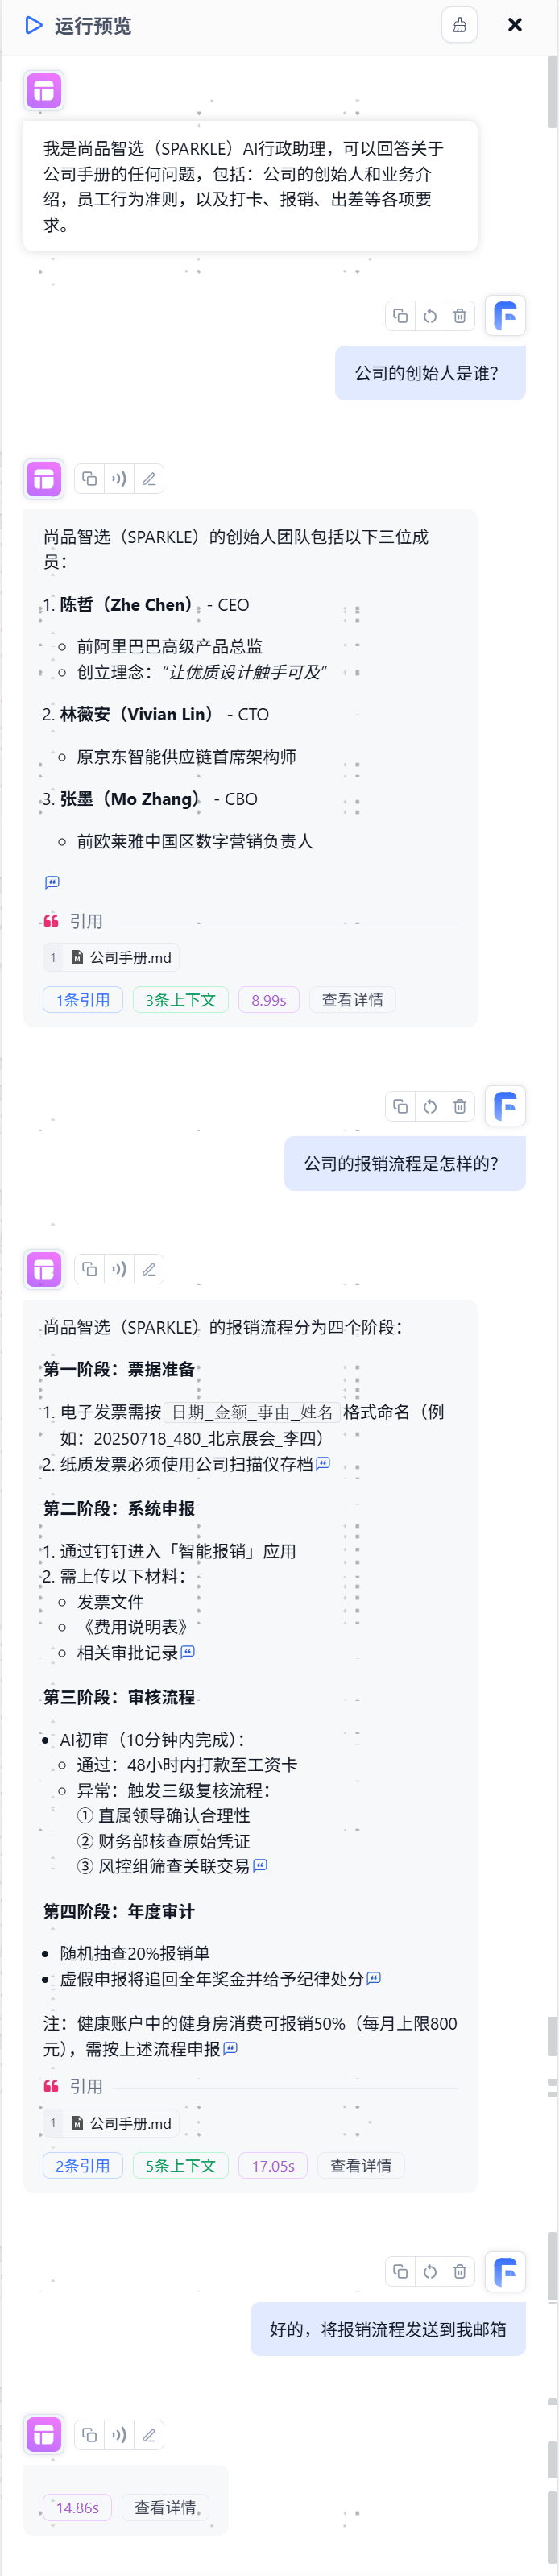 运行预览
我是尚品智选（SPARKLE）AI行政助理，可以回答关于
公司手册的任何问题，包括：公司的创始人和业务介
绍，员工行为准则，以及打卡、报销、出差等各项要
求。
公司的创始人是谁？
尚品智选（SPARKLE）的创始人团队包括以下三位成
员：
1. 陈哲（Zhe Chen） - CEO
前阿里巴巴高级产品总监
创立理念：“让优质设计触手可及”
2. 林薇安（Vivian Lin） - CTO
原京东智能供应链首席架构师
3. 张墨（Mo Zhang） - CBO
前欧莱雅中国区数字营销负责人
引用
1 公司手册.md
1条引用 3条上下文 8.99s 查看详情
公司的报销流程是怎样的？
尚品智选（SPARKLE）的报销流程分为四个阶段：
第一阶段：票据准备
1. 电子发票需按 日期_金额_事由_姓名 格式命名（例
如：20250718_480_北京展会_李四）
2. 纸质发票必须使用公司扫描仪存档
第二阶段：系统申报
1. 通过钉钉进入「智能报销」应用
2. 需上传以下材料：
发票文件
《费用说明表》
相关审批记录
第三阶段：审核流程
AI初审（10分钟内完成）：
通过：48小时内打款至工资卡
异常：触发三级复核流程：
① 直属领导确认合理性
② 财务部核查原始凭证
③ 风控组筛查关联交易
第四阶段：年度审计
随机抽查20%报销单
虚假申报将追回全年奖金并给予纪律处分
注：健康账户中的健身房消费可报销50%（每月上限800
元），需按上述流程申报
引用
1 公司手册.md
2条引用 5条上下文 17.05s 查看详情
好的，将报销流程发送到我邮箱
14.86s 查看详情